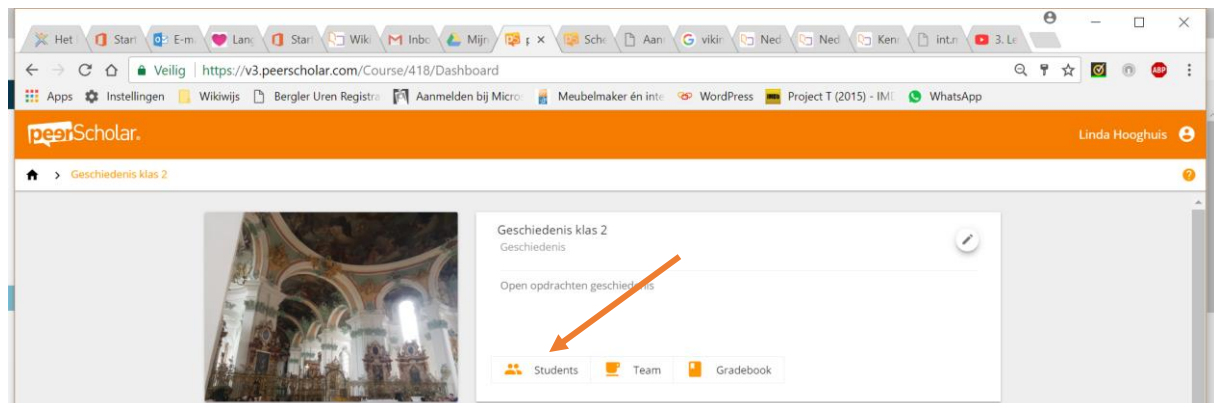 Het Start E-m Lang Start Wiki Inbo Mijn p Sche Aan vikin Ned Ned Kenn int.n 3. Le
Veilig | https://v3.peerscholar.com/Course/418/Dashboard
Apps Instellingen Wikiwijs Bergler Uren Registra Aanmelden bij Micro Meubelmaker én inte WordPress Project T (2015) - IM WhatsApp
peerScholar.
Linda Hooghuis
> Geschiedenis klas 2
Geschiedenis klas 2
Geschiedenis
Open opdrachten geschiedenis
Students Team Gradebook